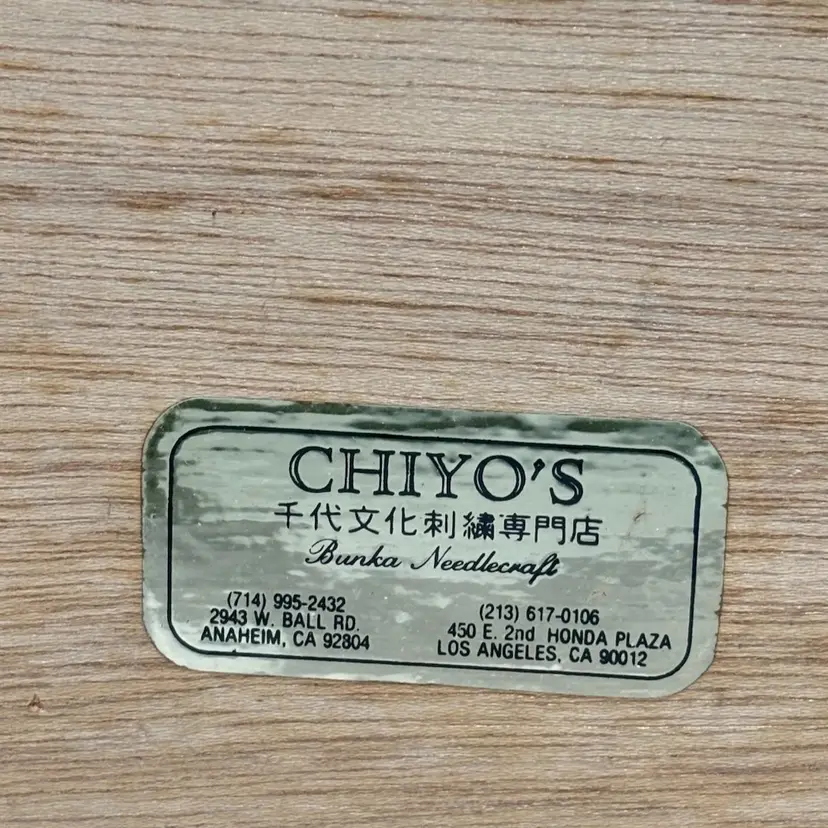 CHIYO'S
千代文化刺繍専門店
Bunka Needlecraft
(714) 995-2432
2943 W. BALL RD.
ANAHEIM, CA 92804
(213) 617-0106
450 E. 2nd HONDA PLAZA
LOS ANGELES, CA 90012